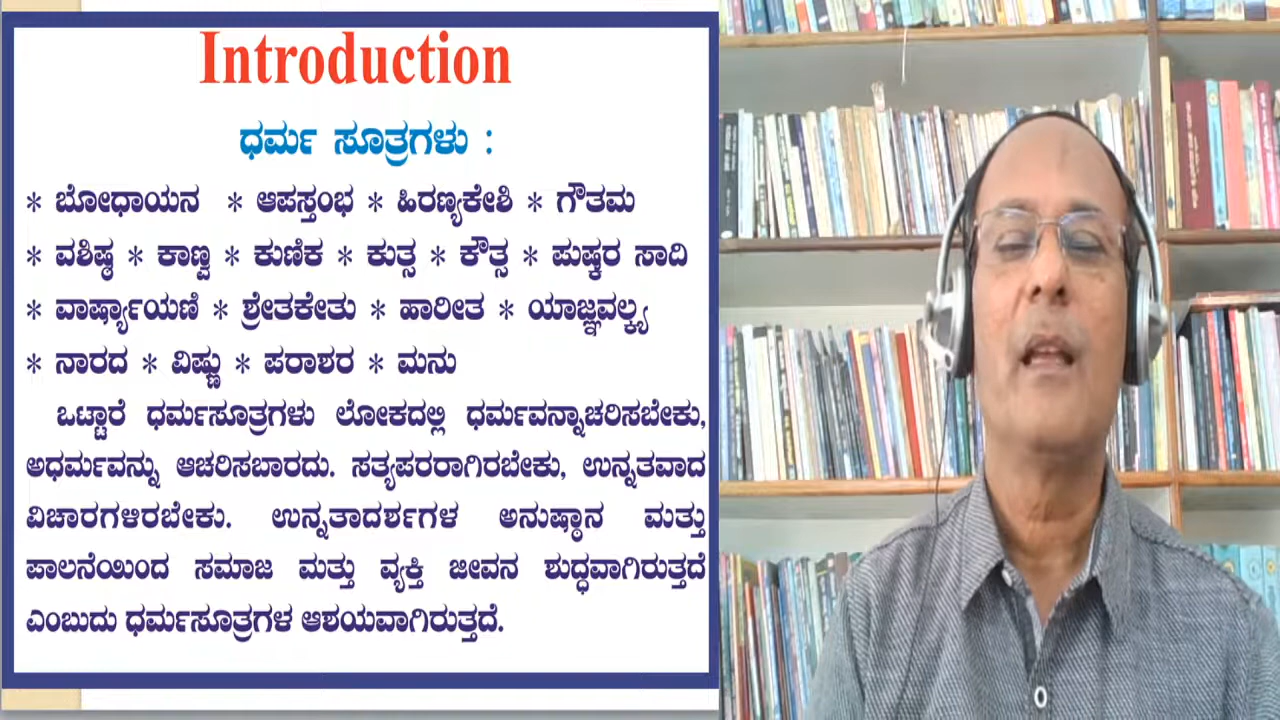 Introduction
ಧರ್ಮ ಸೂತ್ರಗಳು :
* ಬೋಧಾಯನ * ಆಪಸ್ತಂಭ * ಹಿರಣ್ಯಕೇಶಿ * ಗೌತಮ
* ವಶಿಷ್ಠ * ಕಾಣ್ವ * ಕುಣಿಕ * ಕುತ್ಸ * ಕೌತ್ಸ * ಪುಷ್ಕರ ಸಾದಿ
* ವಾರ್ಷ್ಯಾಯಣಿ * ಶ್ರೇತಕೇತು * ಹಾರೀತ * ಯಾಜ್ಞವಲ್ಕ್ಯ
* ನಾರದ * ವಿಷ್ಣು * ಪರಾಶರ * ಮನು
ಒಟ್ಟಾರೆ ಧರ್ಮಸೂತ್ರಗಳು ಲೋಕದಲ್ಲಿ ಧರ್ಮವನ್ನಾಚರಿಸಬೇಕು,
ಅಧರ್ಮವನ್ನು ಆಚರಿಸಬಾರದು. ಸತ್ಯಪರರಾಗಿರಬೇಕು, ಉನ್ನತವಾದ
ವಿಚಾರಗಳಿರಬೇಕು. ಉನ್ನತಾದರ್ಶಗಳ ಅನುಷ್ಠಾನ ಮತ್ತು
ಪಾಲನೆಯಿಂದ ಸಮಾಜ ಮತ್ತು ವ್ಯಕ್ತಿ ಜೀವನ ಶುದ್ಧವಾಗಿರುತ್ತದೆ
ಎಂಬುದು ಧರ್ಮಸೂತ್ರಗಳ ಆಶಯವಾಗಿರುತ್ತದೆ.